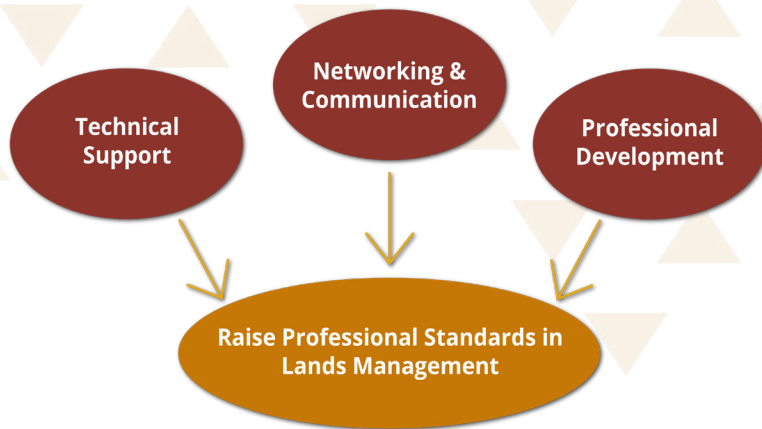 Networking &
Communication
Technical
Support
Professional
Development
Raise Professional Standards in
Lands Management